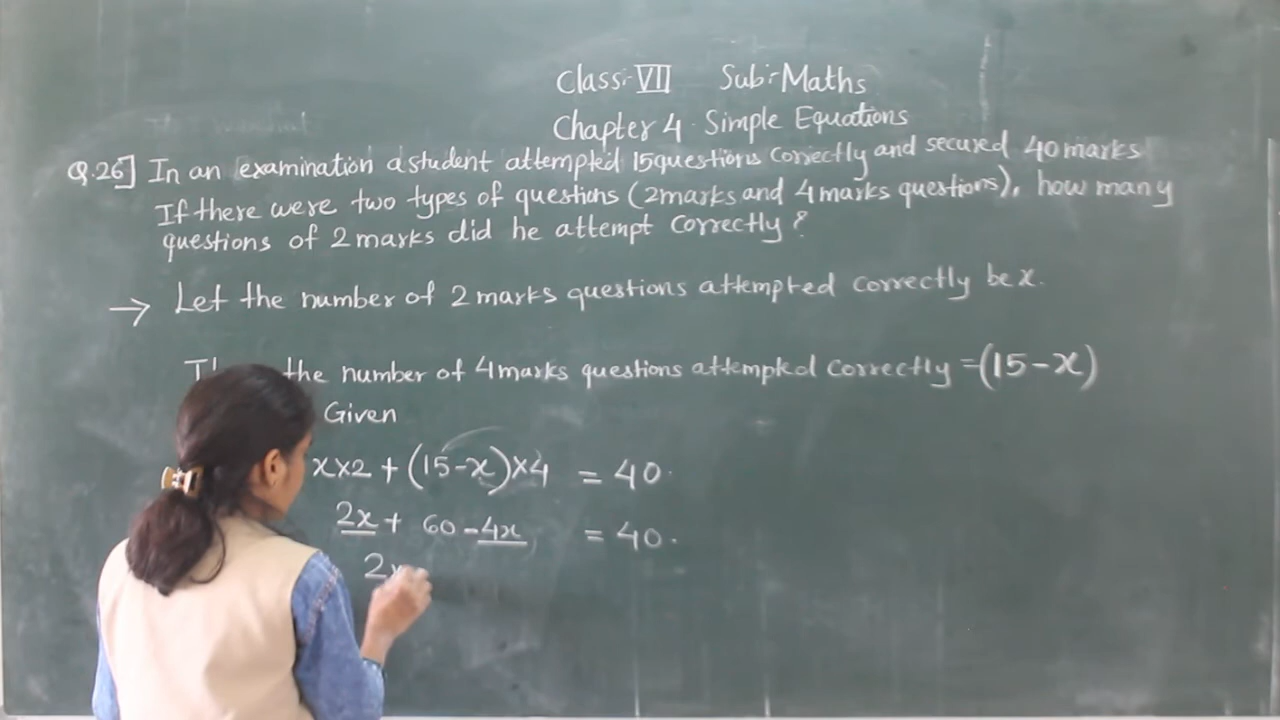 Class:- VII Sub:- Maths
Chapter 4. Simple Equations
Q.26] In an examination a student attempted 15 questions correctly and secured 40 marks
If there were two types of questions (2 marks and 4 marks questions), how many
questions of 2 marks did he attempt correctly?
→ Let the number of 2 marks questions attempted correctly be x.
the number of 4 marks questions attempted correctly = (15-x)
Given
x×2 + (15-x)×4 = 40.
2x + 60 - 4x = 40.
2x